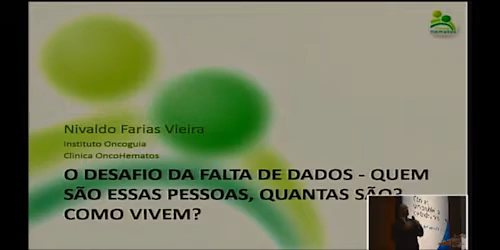 Nivaldo Farias Vieira
Instituto Oncoguia
Clinica OncoHematos
O DESAFIO DA FALTA DE DADOS - QUEM
SÃO ESSAS PESSOAS, QUANTAS SÃO?
COMO VIVEM?